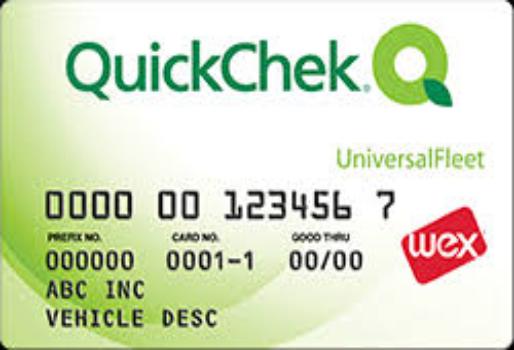 QuickChek
UniversalFleet
0000 00 123456 7
PREFIX NO. CARD NO. GOOD THRU
000000 0001-1 00/00
wex
ABC INC
VEHICLE DESC